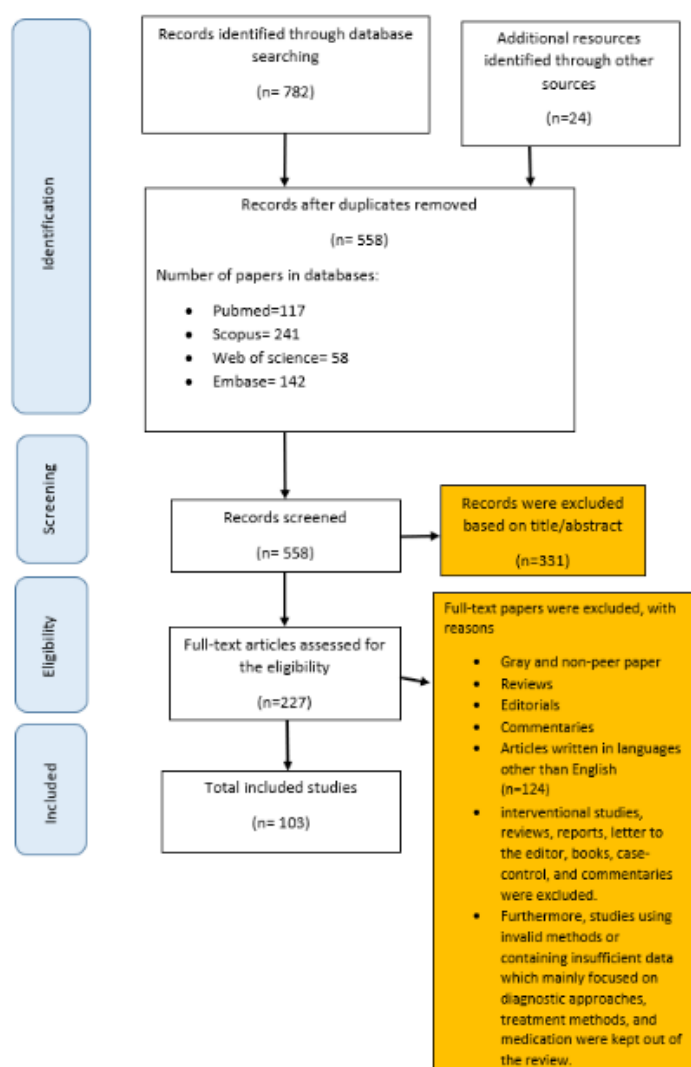 Records identified through database
searching
(n= 782)
Additional resources
identified through other
sources
(n=24)
Identification
Records after duplicates removed
(n= 558)
Number of papers in databases:
• Pubmed=117
• Scopus= 241
• Web of science= 58
• Embase= 142
Screening
Records screened
(n= 558)
Records were excluded
based on title/abstract
(n=331)
Eligibility
Full-text articles assessed for
the eligibility
(n=227)
Full-text papers were excluded, with
reasons
• Gray and non-peer paper
• Reviews
• Editorials
• Commentaries
• Articles written in languages
other than English
(n=124)
• interventional studies,
reviews, reports, letter to
the editor, books, case-
control, and commentaries
were excluded.
• Furthermore, studies using
invalid methods or
containing insufficient data
which mainly focused on
diagnostic approaches,
treatment methods, and
medication were kept out of
the review.
Included
Total included studies
(n= 103)